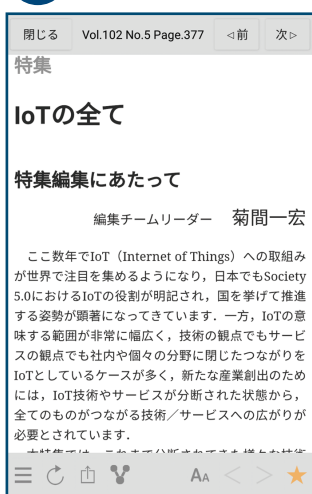 閉じる Vol.102 No.5 Page.377 ◁前 次▷
特集
IoTの全て
特集編集にあたって
編集チームリーダー 菊間一宏
ここ数年でIoT（Internet of Things）への取組み
が世界で注目を集めるようになり，日本でもSociety
5.0におけるIoTの役割が明記され，国を挙げて推進
する姿勢が顕著になってきています．一方，IoTの意
味する範囲が非常に幅広く，技術の観点でもサービ
スの観点でも社内や個々の分野に閉じたつながりを
IoTとしているケースが多く，新たな産業創出のため
には，IoT技術やサービスが分断された状態から，
全てのものがつながる技術／サービスへの広がりが
必要とされています．
AA